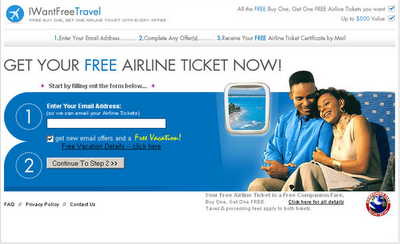 IWantFreeTravel
FREE BUY ONE, GET ONE AIRLINE TICKET WITH EVERY OFFER
All the FREE Buy One, Get One FREE Airline Tickets you want
Up to $500 Value
1.Enter Your Email Address........ 2.Complete Any Offer(s)........ 3.Receive Your FREE Airline Ticket Certificate by Mail
GET YOUR FREE AIRLINE TICKET NOW!
Start by filling out the form below...
1
Enter Your Email Address:
(so we can email your Airline Tickets)
get new email offers and a Free Vacation!
Free Vacation Details -- click here
2
Continue To Step 2 >>
FAQ // Privacy Policy // Contact Us
Your Free Airline Ticket is a Free Companion Fare.
Buy One, Get One FREE. Click here for all details
Taxes & processing fees apply to both tickets.